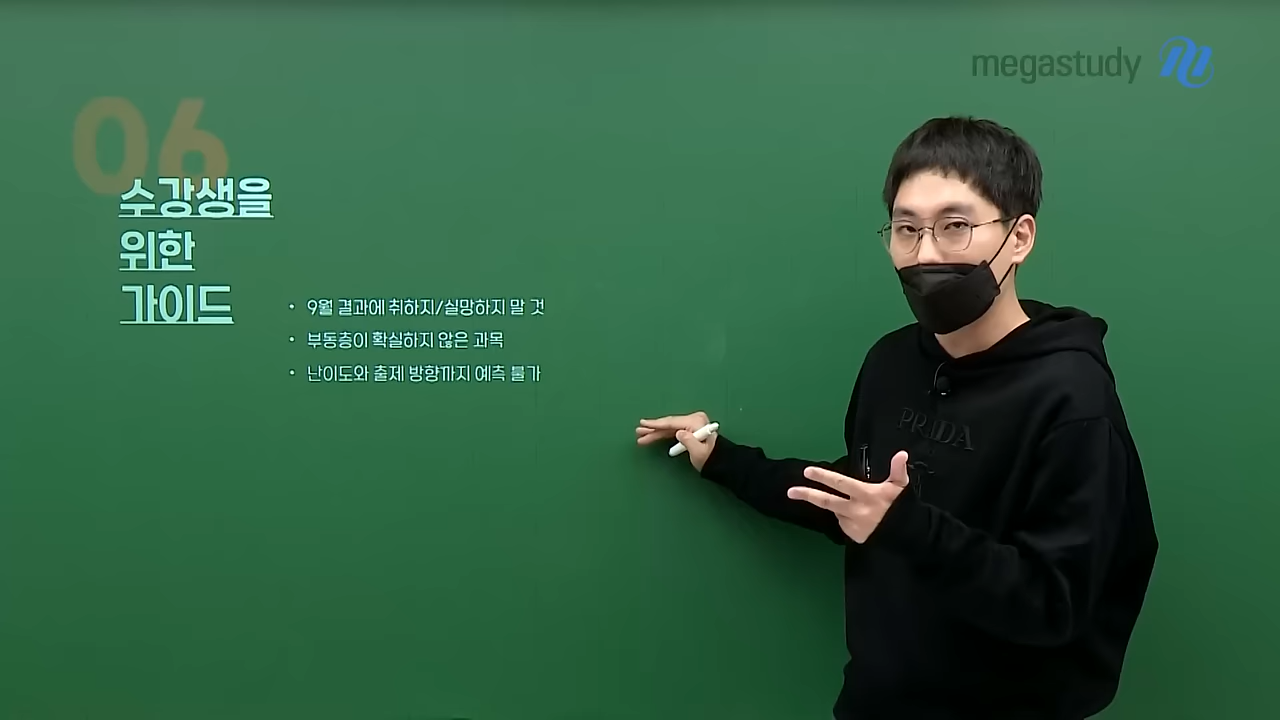 megastudy
06
수강생을
위한
가이드
• 9월 결과에 취하지/실망하지 말 것
• 부동층이 확실하지 않은 과목
• 난이도와 출제 방향까지 예측 불가
PRADA